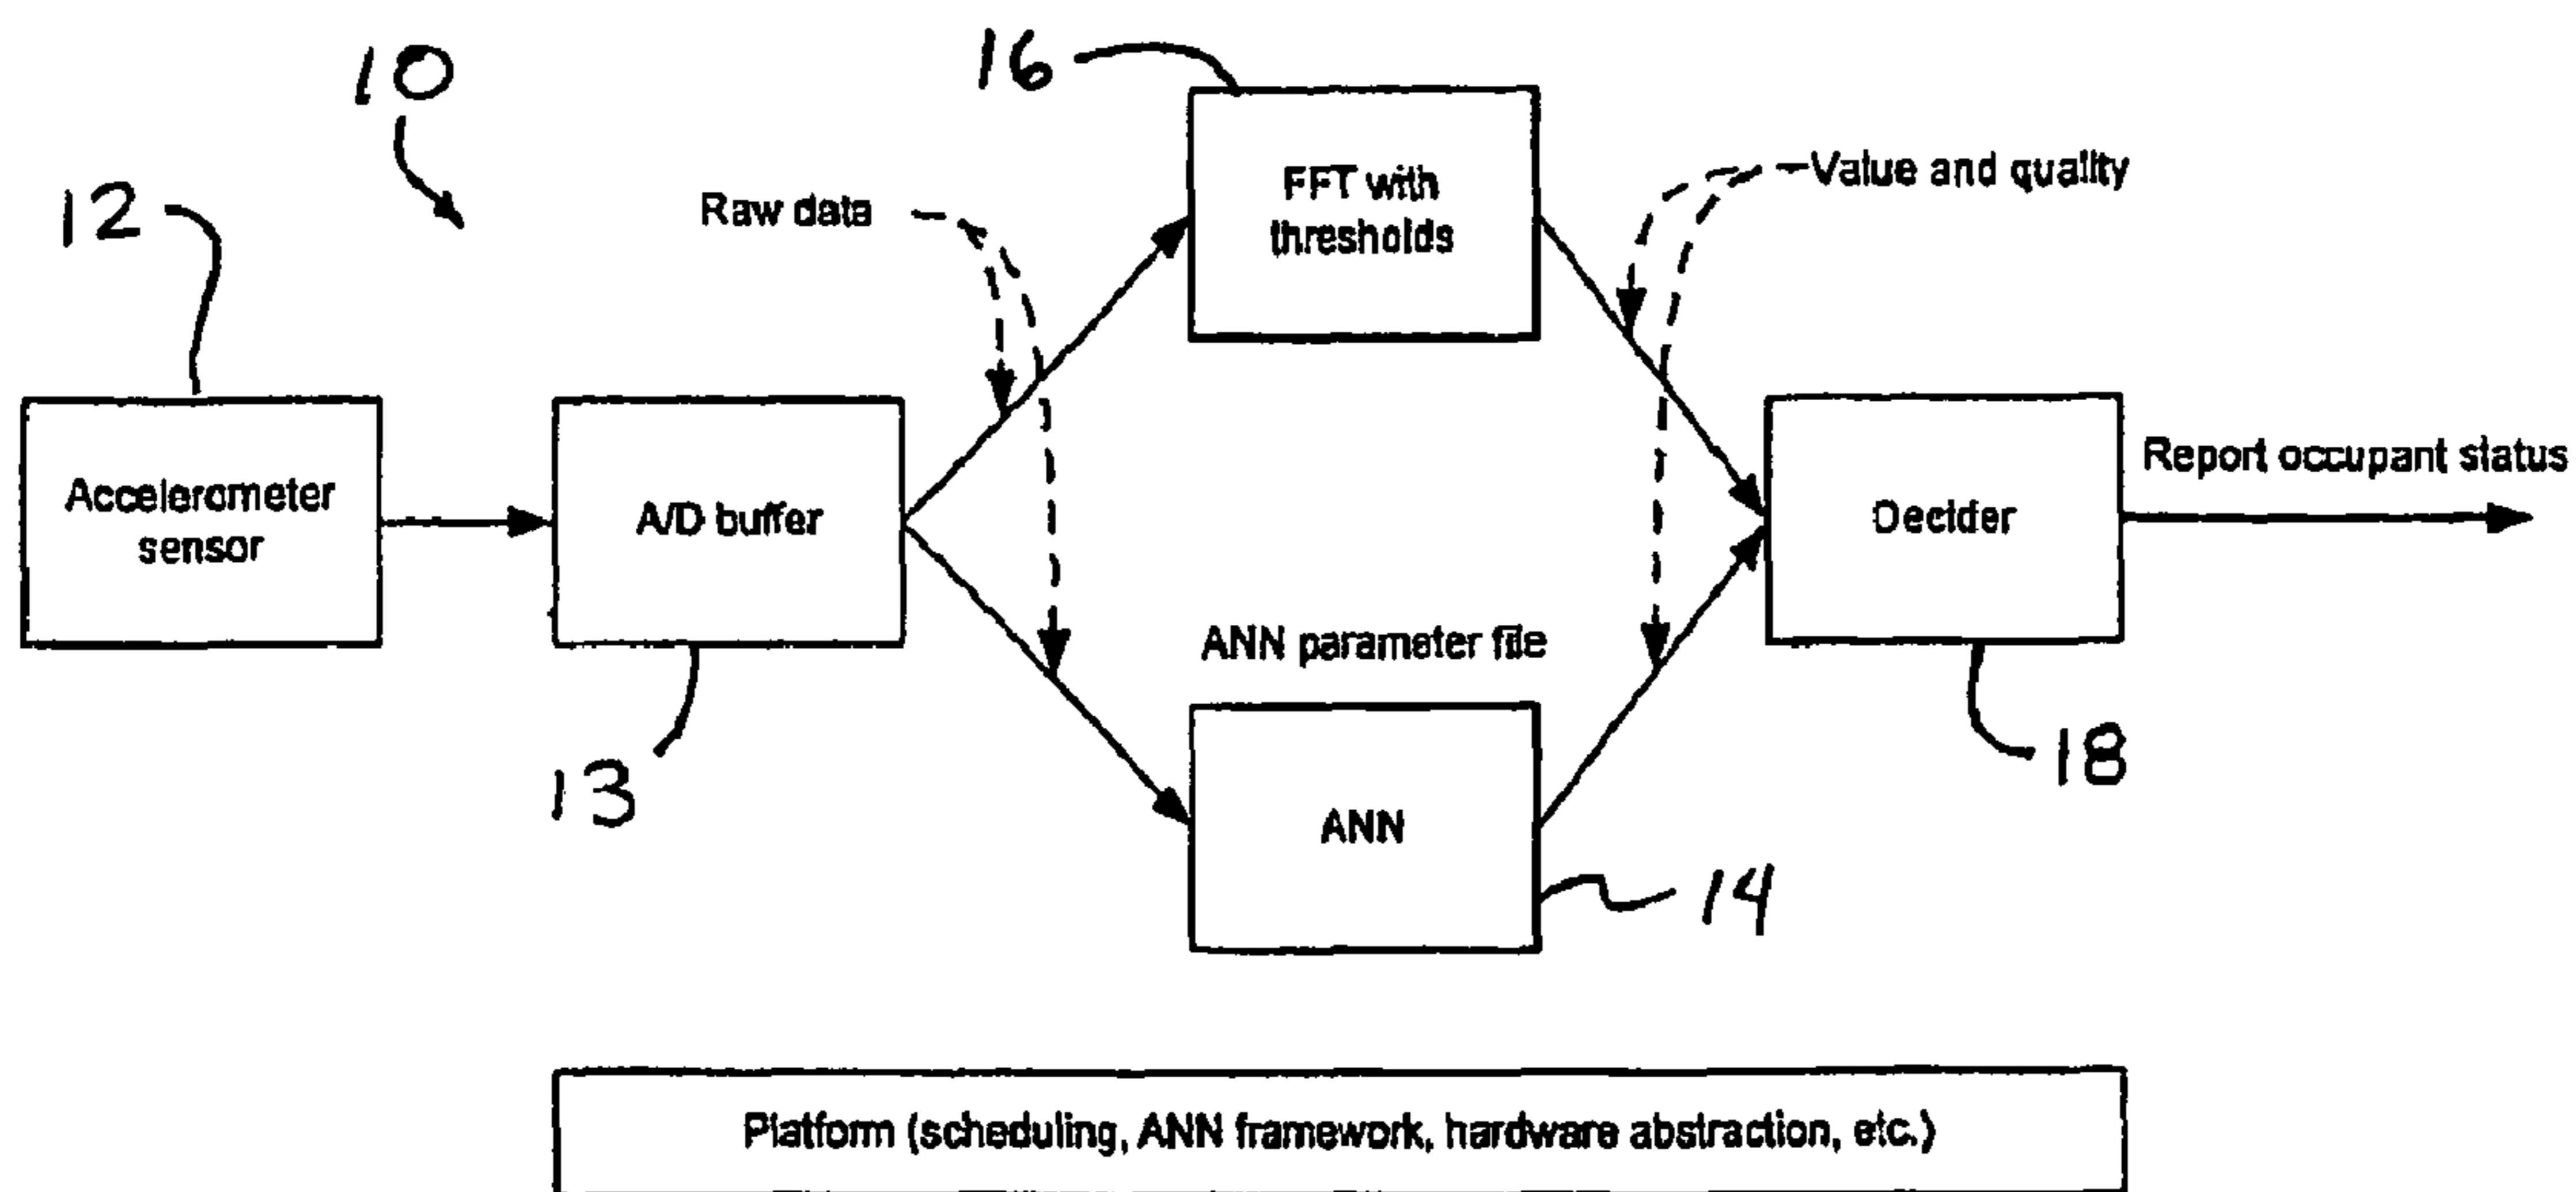 10
16
12
Raw data
FFT with
thresholds
Value and quality
Accelerometer
sensor
A/D buffer
Decider
Report occupant status
ANN parameter file
13
ANN
14
18
Platform (scheduling, ANN framework, hardware abstraction, etc.)